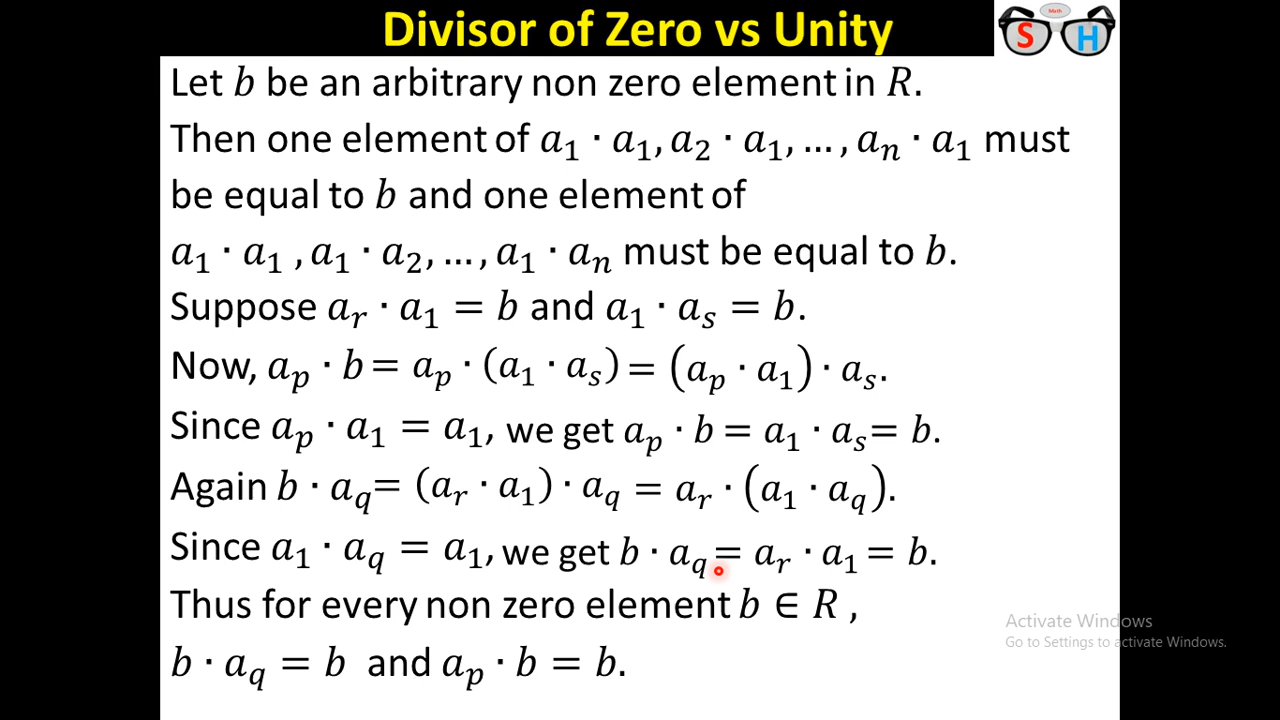 Divisor of Zero vs Unity
Math
S H
Let b be an arbitrary non zero element in R.
Then one element of a₁ · a₁, a₂ · a₁, … , aₙ · a₁ must
be equal to b and one element of
a₁ · a₁ , a₁ · a₂, … , a₁ · aₙ must be equal to b.
Suppose aᵣ · a₁ = b and a₁ · aₛ = b.
Now, aₚ · b = aₚ · (a₁ · aₛ) = (aₚ · a₁) · aₛ.
Since aₚ · a₁ = a₁, we get aₚ · b = a₁ · aₛ = b.
Again b · a_q = (aᵣ · a₁) · a_q = aᵣ · (a₁ · a_q).
Since a₁ · a_q = a₁, we get b · a_q = aᵣ · a₁ = b.
Thus for every non zero element b ∈ R ,
b · a_q = b and aₚ · b = b.
Activate Windows
Go to Settings to activate Windows.